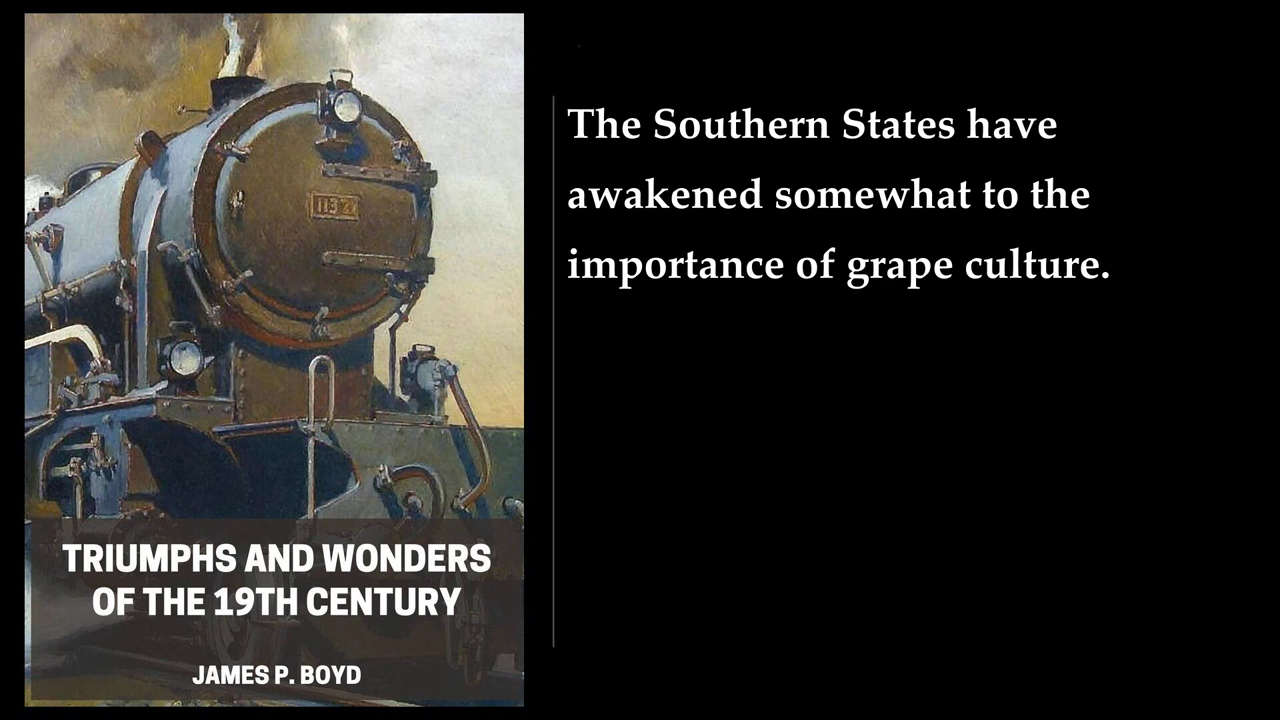 The Southern States have
awakened somewhat to the
importance of grape culture.
TRIUMPHS AND WONDERS
OF THE 19TH CENTURY
JAMES P. BOYD